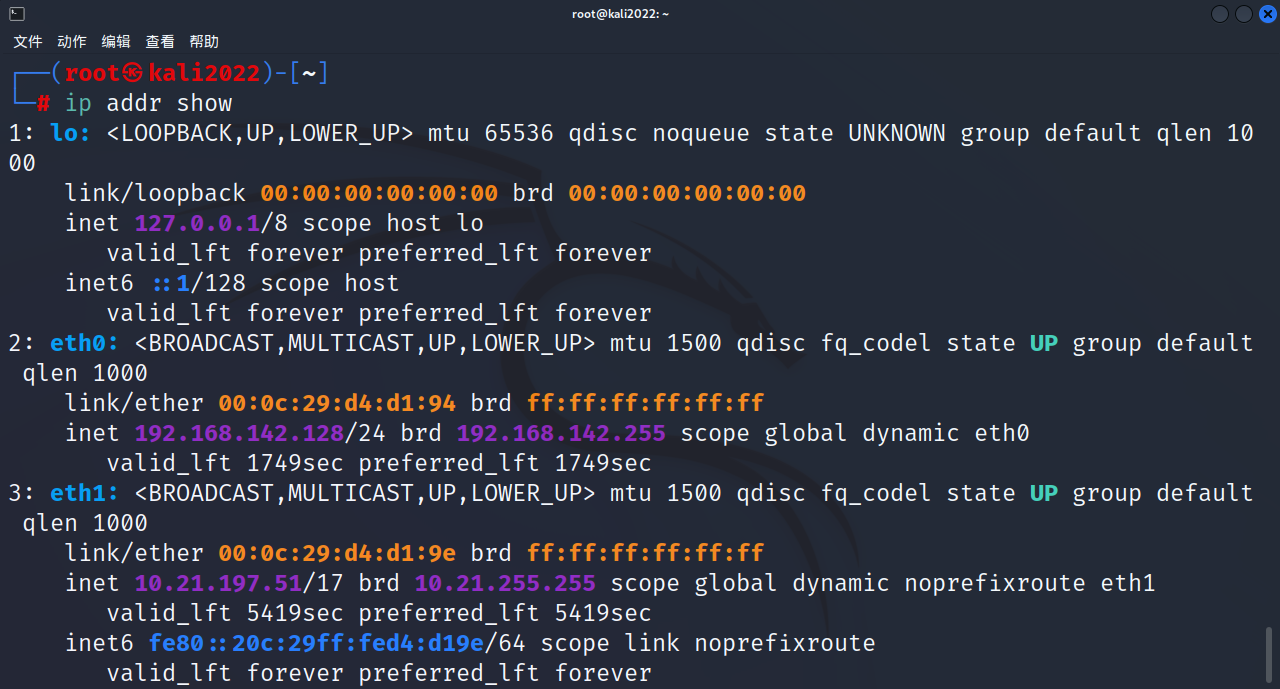 root@kali2022: ~
文件 动作 编辑 查看 帮助
┌──(root㉿kali2022)-[~]
└─# ip addr show
1: lo: <LOOPBACK,UP,LOWER_UP> mtu 65536 qdisc noqueue state UNKNOWN group default qlen 10
00
    link/loopback 00:00:00:00:00:00 brd 00:00:00:00:00:00
    inet 127.0.0.1/8 scope host lo
       valid_lft forever preferred_lft forever
    inet6 ::1/128 scope host
       valid_lft forever preferred_lft forever
2: eth0: <BROADCAST,MULTICAST,UP,LOWER_UP> mtu 1500 qdisc fq_codel state UP group default
 qlen 1000
    link/ether 00:0c:29:d4:d1:94 brd ff:ff:ff:ff:ff:ff
    inet 192.168.142.128/24 brd 192.168.142.255 scope global dynamic eth0
       valid_lft 1749sec preferred_lft 1749sec
3: eth1: <BROADCAST,MULTICAST,UP,LOWER_UP> mtu 1500 qdisc fq_codel state UP group default
 qlen 1000
    link/ether 00:0c:29:d4:d1:9e brd ff:ff:ff:ff:ff:ff
    inet 10.21.197.51/17 brd 10.21.255.255 scope global dynamic noprefixroute eth1
       valid_lft 5419sec preferred_lft 5419sec
    inet6 fe80::20c:29ff:fed4:d19e/64 scope link noprefixroute
       valid_lft forever preferred_lft forever